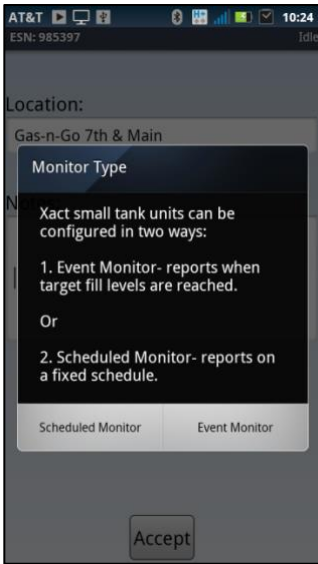 AT&T 10:24
ESN: 985397 Idle
Location:
Gas-n-Go 7th & Main
Monitor Type
Xact small tank units can be
configured in two ways:
1. Event Monitor- reports when
target fill levels are reached.
Or
2. Scheduled Monitor- reports on
a fixed schedule.
Scheduled Monitor Event Monitor
Accept